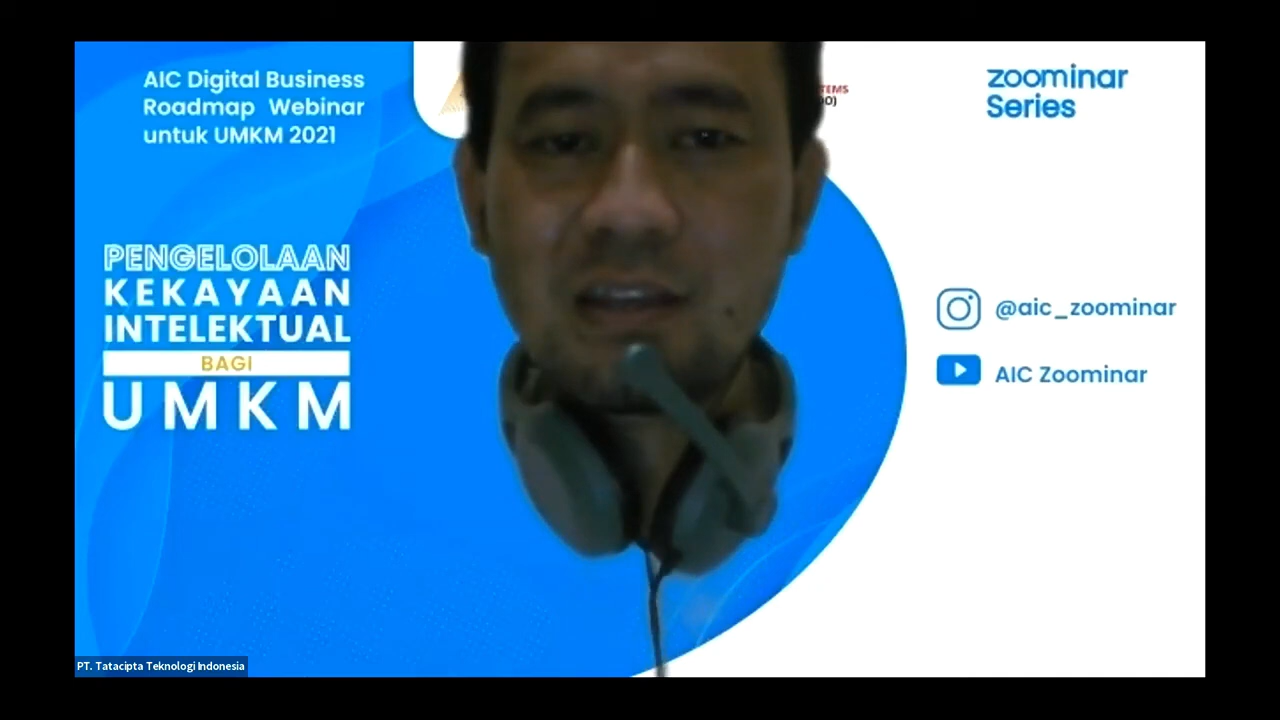 AIC Digital Business
Roadmap Webinar
untuk UMKM 2021
zoominar
Series
PENGELOLAAN
KEKAYAAN
INTELEKTUAL
BAGI
UMKM
@aic_zoominar
AIC Zoominar
PT. Tatacipta Teknologi Indonesia